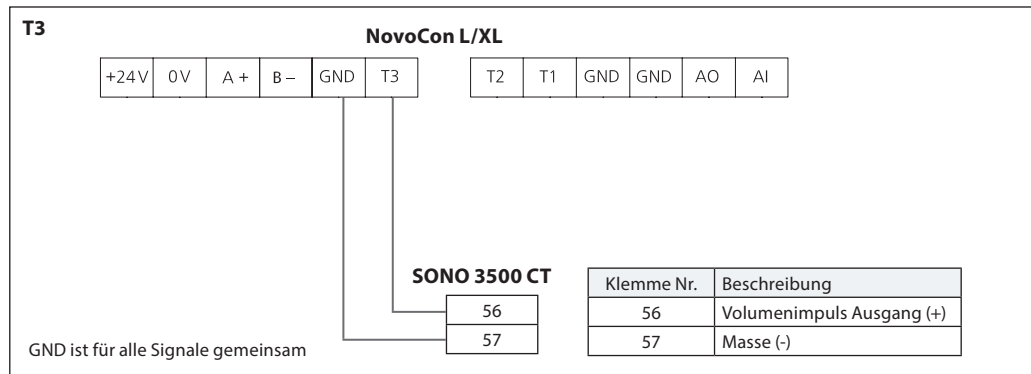 T3
NovoCon L/XL
+24V 0V A + B – GND T3 T2 T1 GND GND AO AI
SONO 3500 CT
56
57
Klemme Nr. Beschreibung
56 Volumenimpuls Ausgang (+)
57 Masse (-)
GND ist für alle Signale gemeinsam